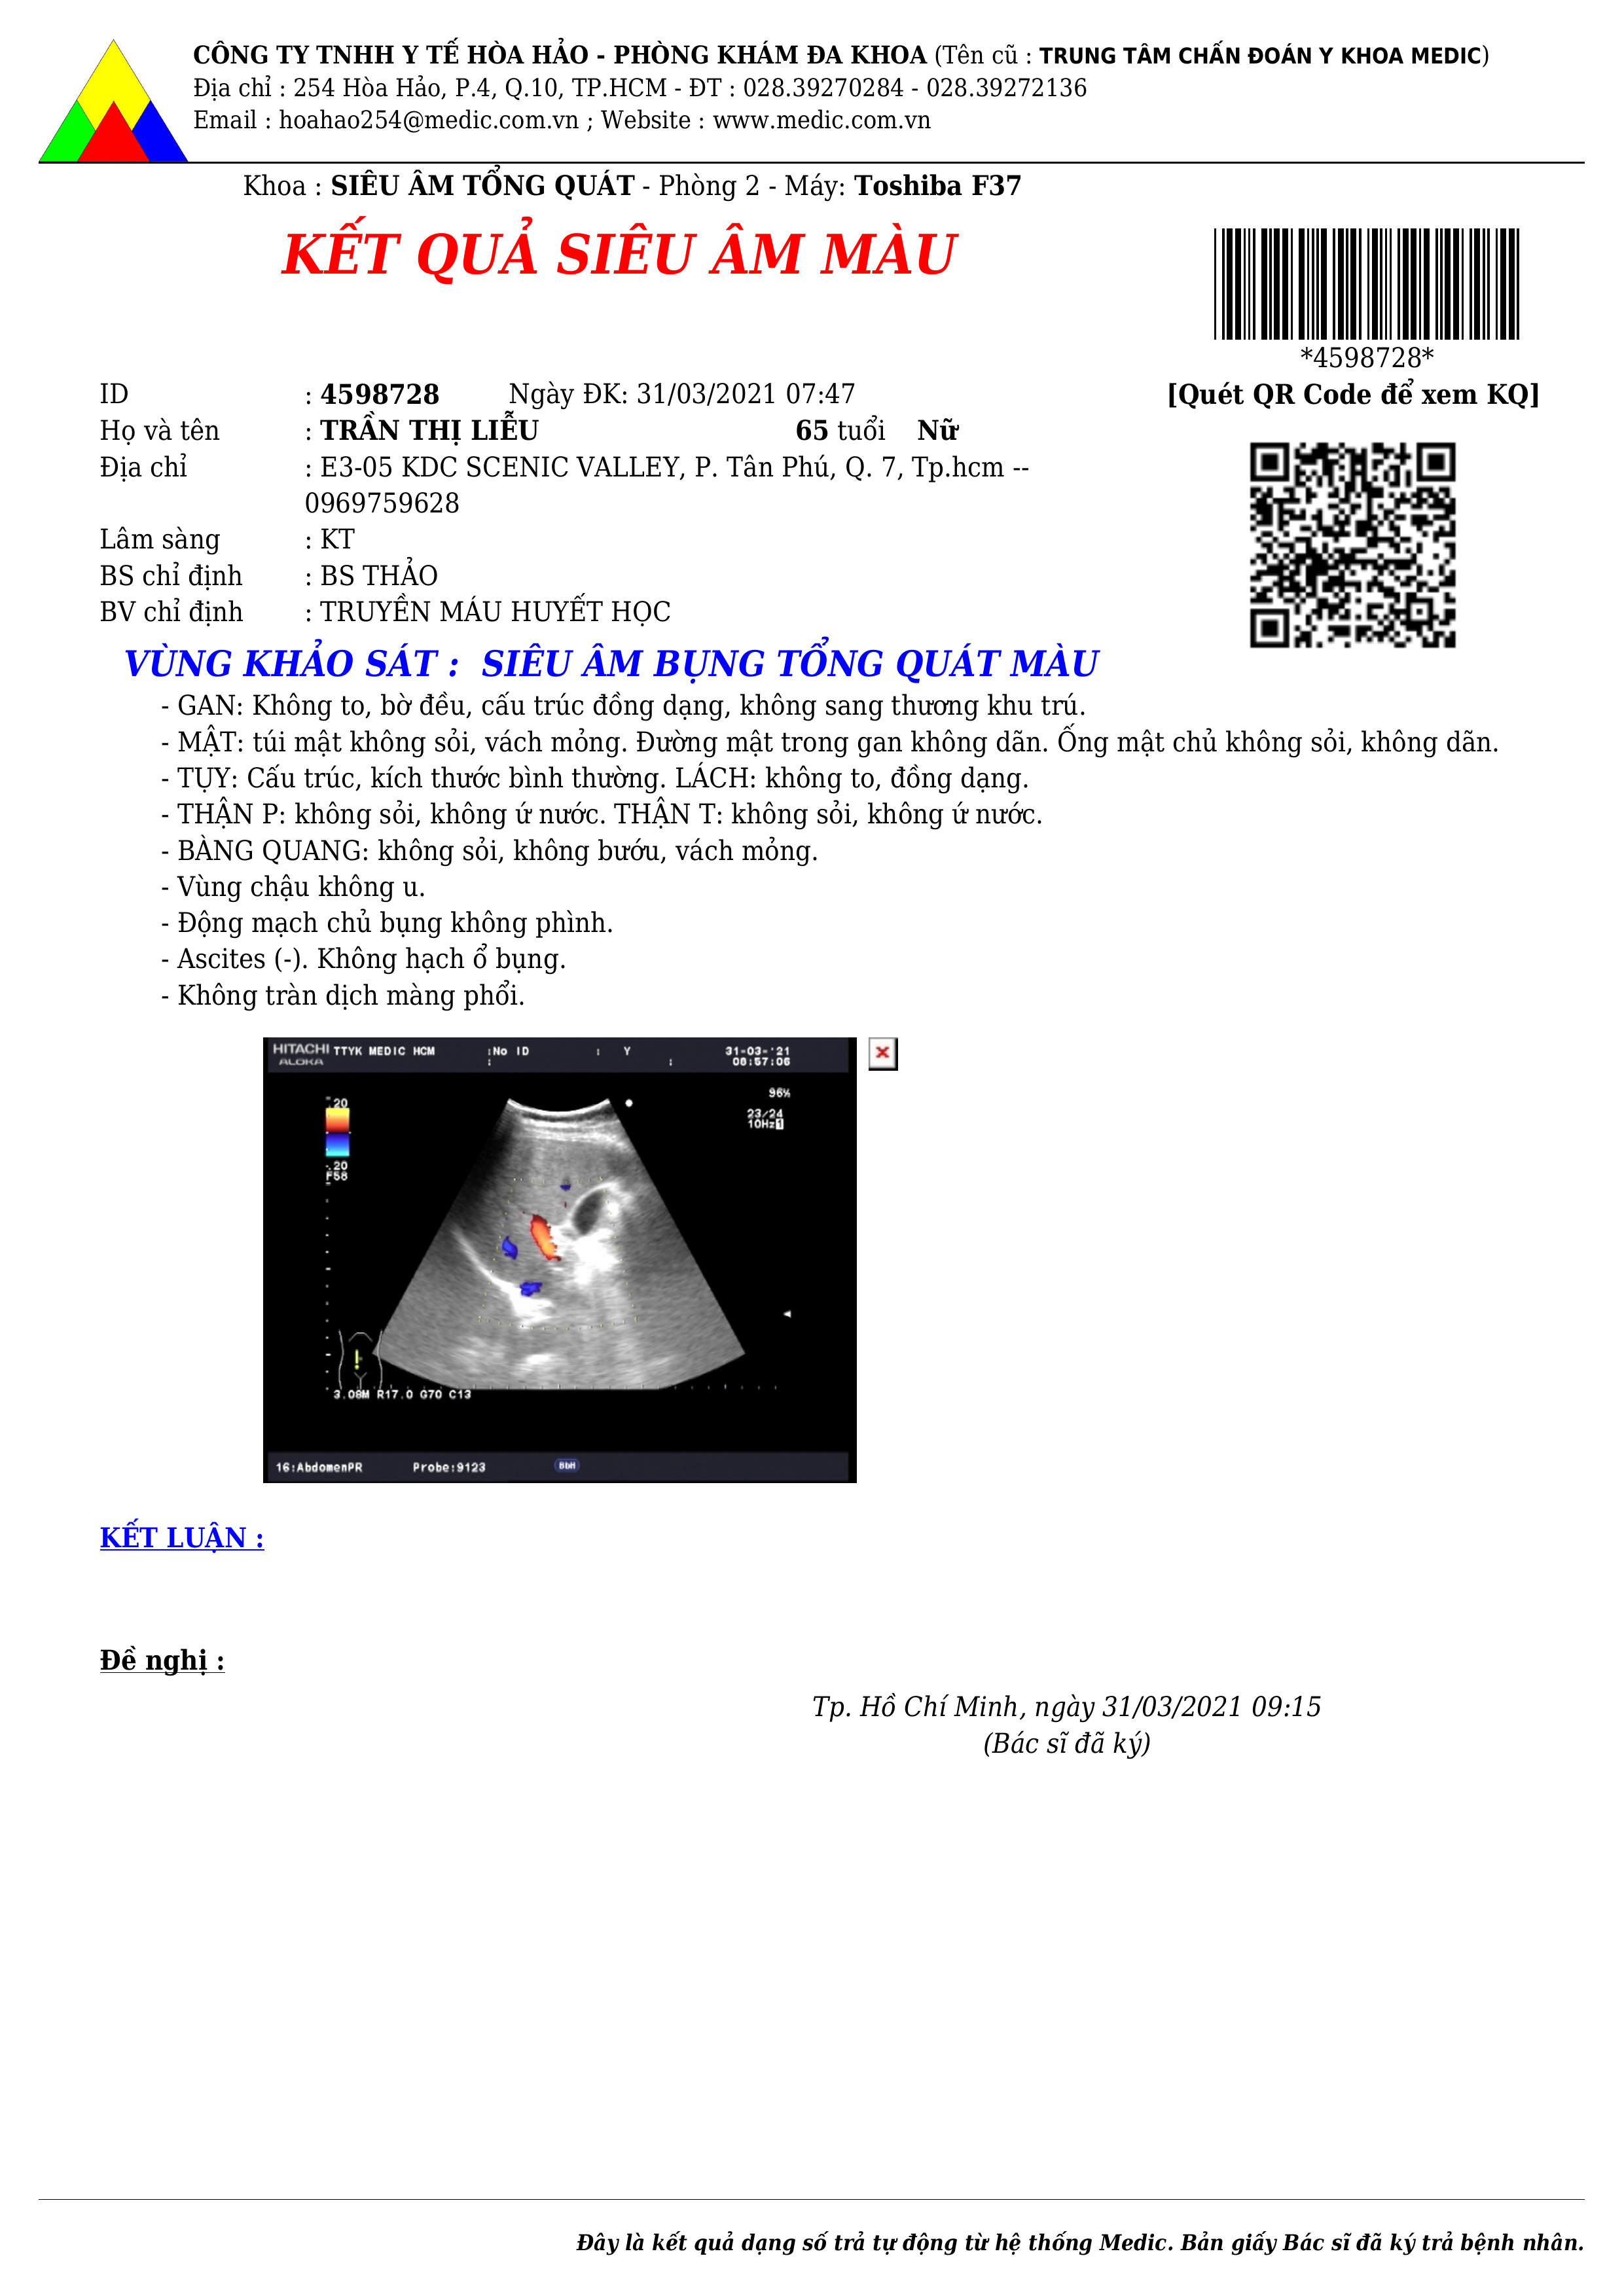 CÔNG TY TNHH Y TẾ HÒA HẢO - PHÒNG KHÁM ĐA KHOA (Tên cũ : TRUNG TÂM CHẨN ĐOÁN Y KHOA MEDIC)
Địa chỉ : 254 Hòa Hảo, P.4, Q.10, TP.HCM - ĐT : 028.39270284 - 028.39272136
Email : hoahao254@medic.com.vn ; Website : www.medic.com.vn
Khoa : SIÊU ÂM TỔNG QUÁT - Phòng 2 - Máy: Toshiba F37
KẾT QUẢ SIÊU ÂM MÀU
*4598728*
ID : 4598728 Ngày ĐK: 31/03/2021 07:47
[Quét QR Code để xem KQ]
Họ và tên : TRẦN THỊ LIỄU 65 tuổi Nữ
Địa chỉ : E3-05 KDC SCENIC VALLEY, P. Tân Phú, Q. 7, Tp.hcm --
0969759628
Lâm sàng : KT
BS chỉ định : BS THẢO
BV chỉ định : TRUYỀN MÁU HUYẾT HỌC
VÙNG KHẢO SÁT : SIÊU ÂM BỤNG TỔNG QUÁT MÀU
- GAN: Không to, bờ đều, cấu trúc đồng dạng, không sang thương khu trú.
- MẬT: túi mật không sỏi, vách mỏng. Đường mật trong gan không dãn. Ống mật chủ không sỏi, không dãn.
- TỤY: Cấu trúc, kích thước bình thường. LÁCH: không to, đồng dạng.
- THẬN P: không sỏi, không ứ nước. THẬN T: không sỏi, không ứ nước.
- BÀNG QUANG: không sỏi, không bướu, vách mỏng.
- Vùng chậu không u.
- Động mạch chủ bụng không phình.
- Ascites (-). Không hạch ổ bụng.
- Không tràn dịch màng phổi.
HITACHI TTYK MEDIC HCM :No ID : Y 31-03-'21
ALOKA : : 08:57:06
96%
20
23/24
10Hz 1
-.20
F58
3.08M R17.0 G70 C13
16:AbdomenPR Probe:9123 BbH
KẾT LUẬN :
Đề nghị :
Tp. Hồ Chí Minh, ngày 31/03/2021 09:15
(Bác sĩ đã ký)
Đây là kết quả dạng số trả tự động từ hệ thống Medic. Bản giấy Bác sĩ đã ký trả bệnh nhân.